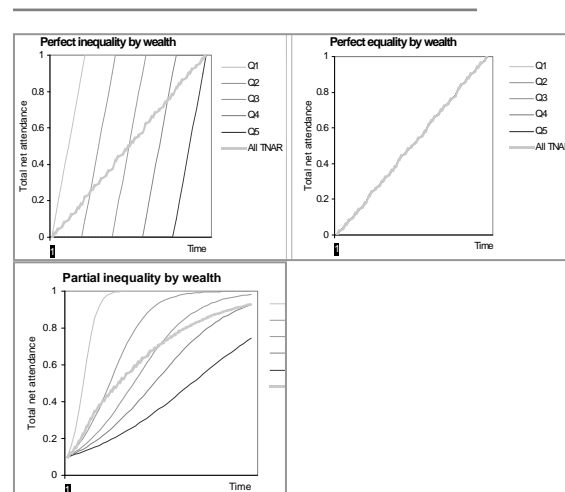 Perfect inequality by wealth
Total net attendance
1
0.8
0.6
0.4
0.2
0
1
Time
Q1
Q2
Q3
Q4
Q5
All TNAR
Perfect equality by wealth
Total net attendance
1
0.8
0.6
0.4
0.2
0
1
Time
Q1
Q2
Q3
Q4
Q5
All TNAR
Partial inequality by wealth
Total net attendance
1
0.8
0.6
0.4
0.2
0
1
Time